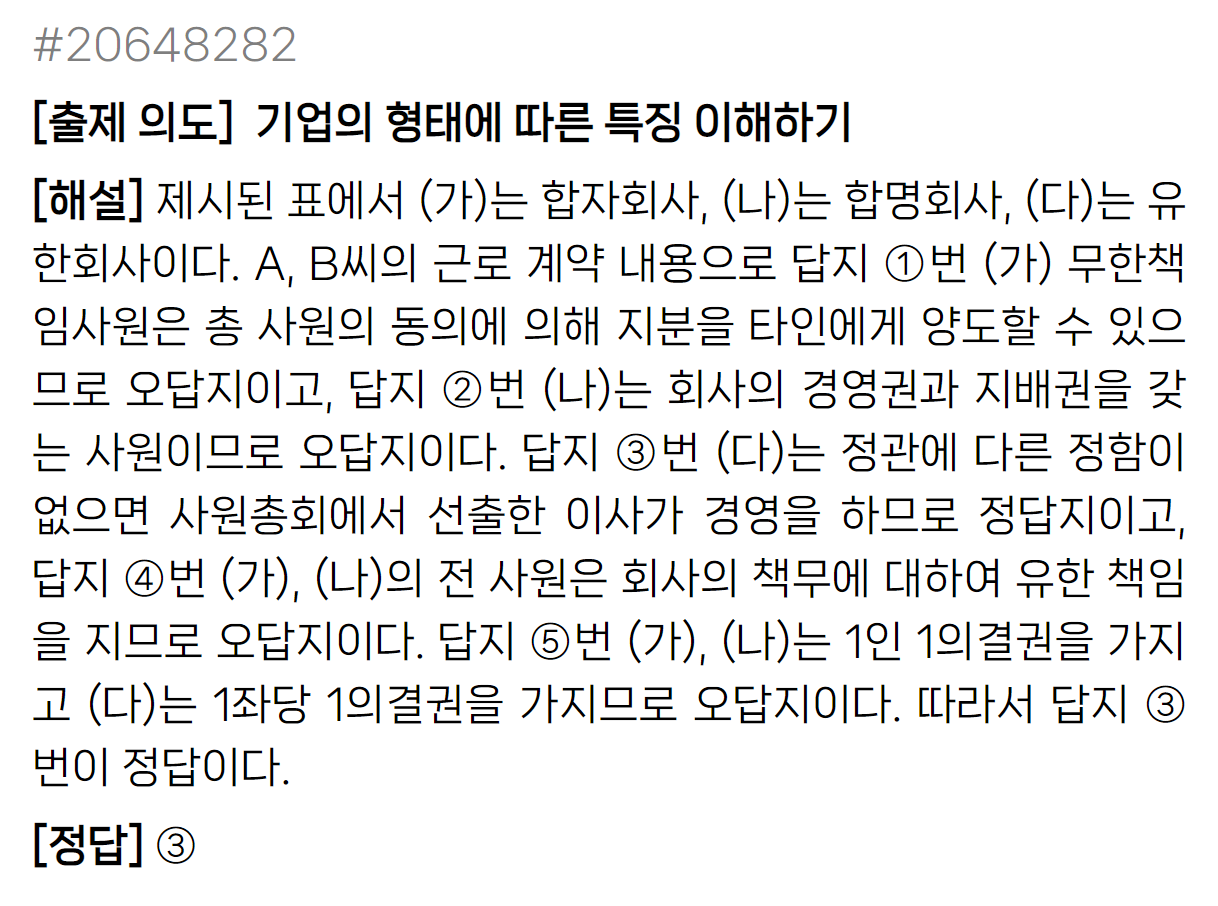 #20648282
[출제 의도] 기업의 형태에 따른 특징 이해하기
[해설] 제시된 표에서 (가)는 합자회사, (나)는 합명회사, (다)는 유
한회사이다. A, B씨의 근로 계약 내용으로 답지 ①번 (가) 무한책
임사원은 총 사원의 동의에 의해 지분을 타인에게 양도할 수 있으
므로 오답지이고, 답지 ②번 (나)는 회사의 경영권과 지배권을 갖
는 사원이므로 오답지이다. 답지 ③번 (다)는 정관에 다른 정함이
없으면 사원총회에서 선출한 이사가 경영을 하므로 정답지이고,
답지 ④번 (가), (나)의 전 사원은 회사의 책무에 대하여 유한 책임
을 지므로 오답지이다. 답지 ⑤번 (가), (나)는 1인 1의결권을 가지
고 (다)는 1좌당 1의결권을 가지므로 오답지이다. 따라서 답지 ③
번이 정답이다.
[정답] ③